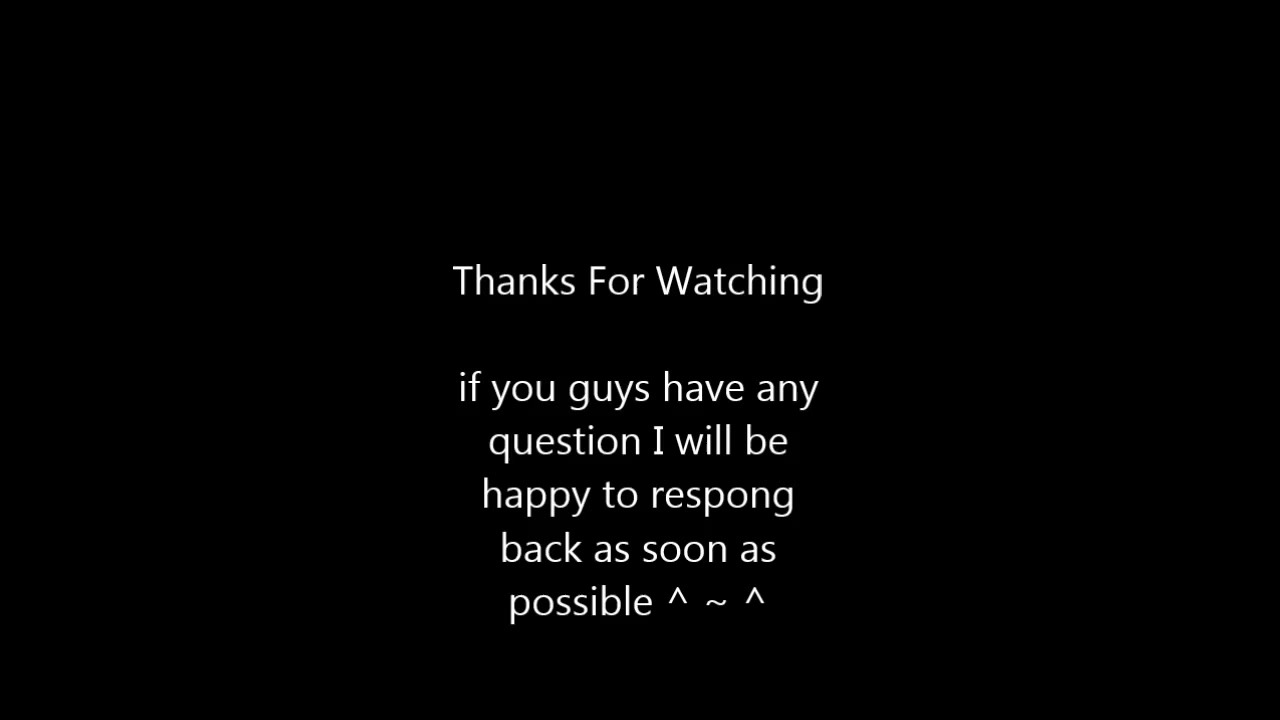 Thanks For Watching
if you guys have any
question I will be
happy to respong
back as soon as
possible ^ ~ ^